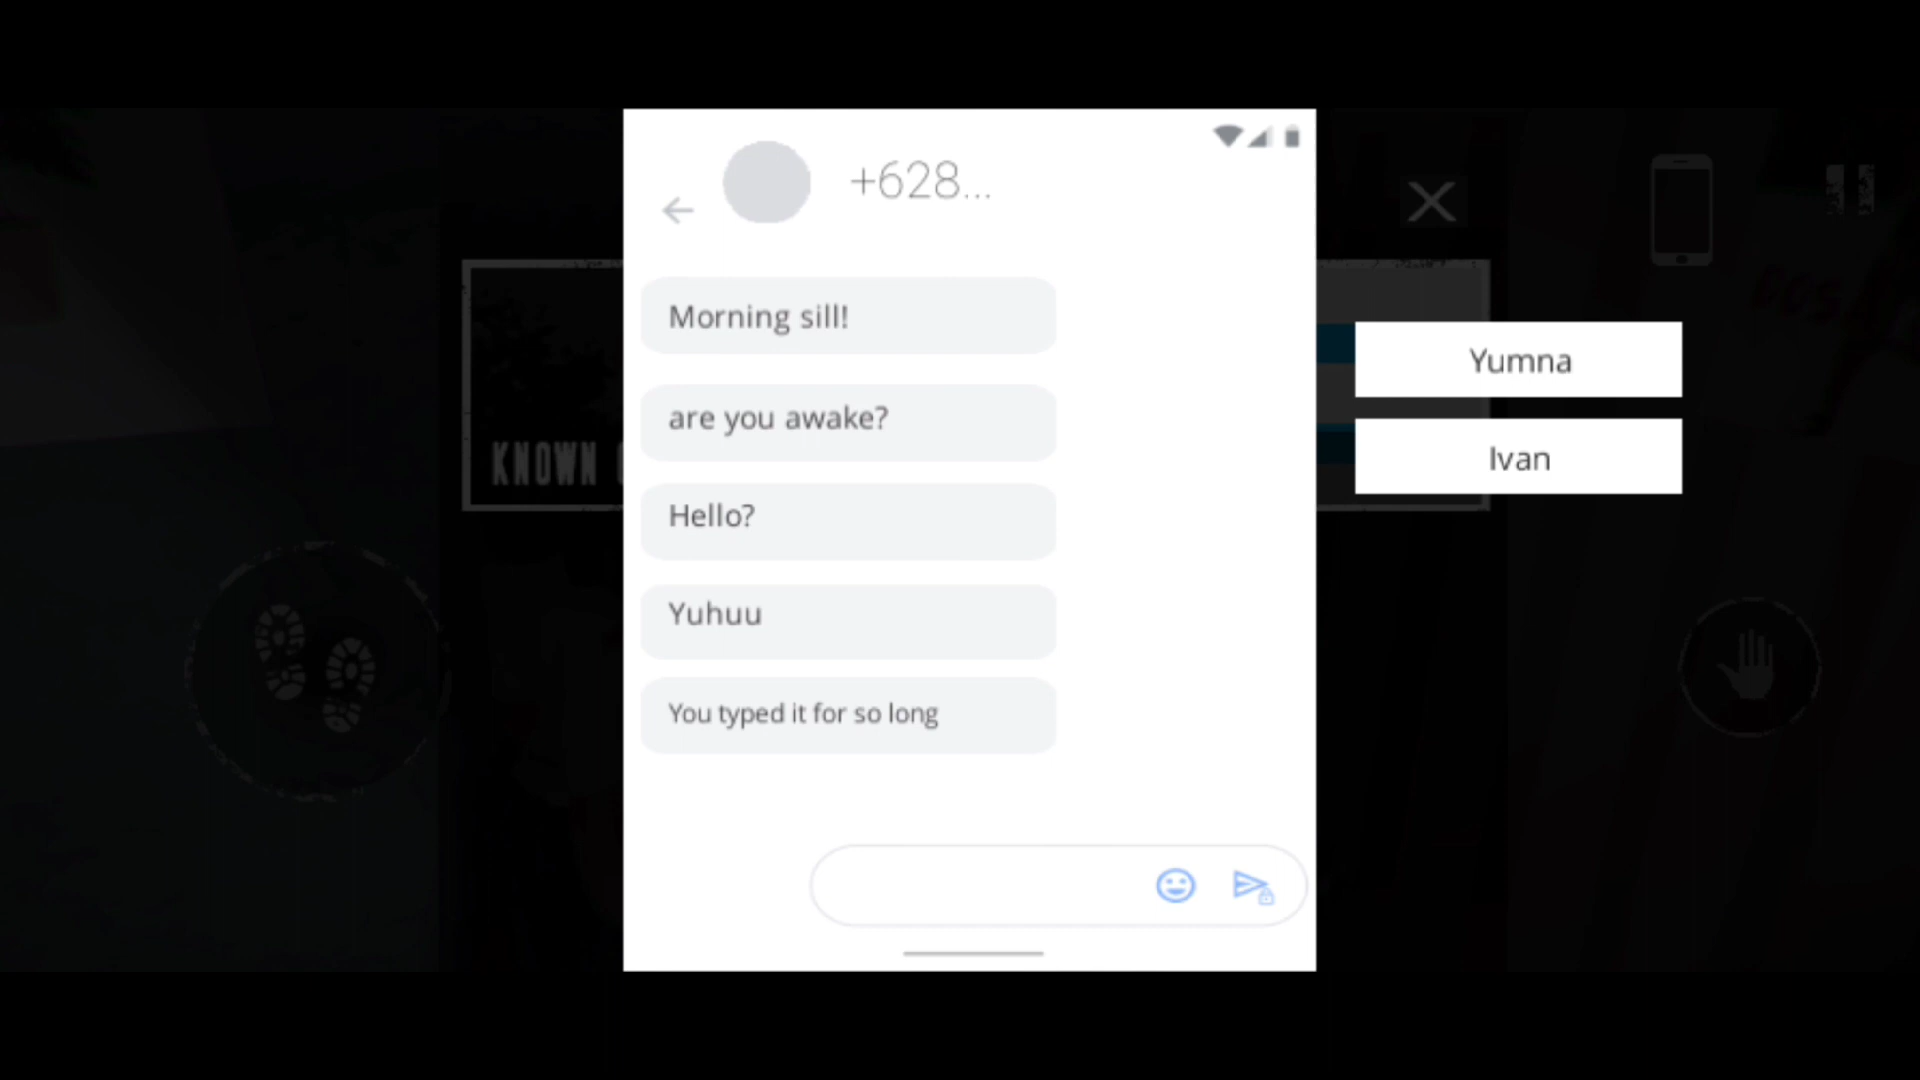 +628...
Morning sill!
are you awake?
Hello?
Yuhuu
You typed it for so long
Yumna
Ivan
KNOWN